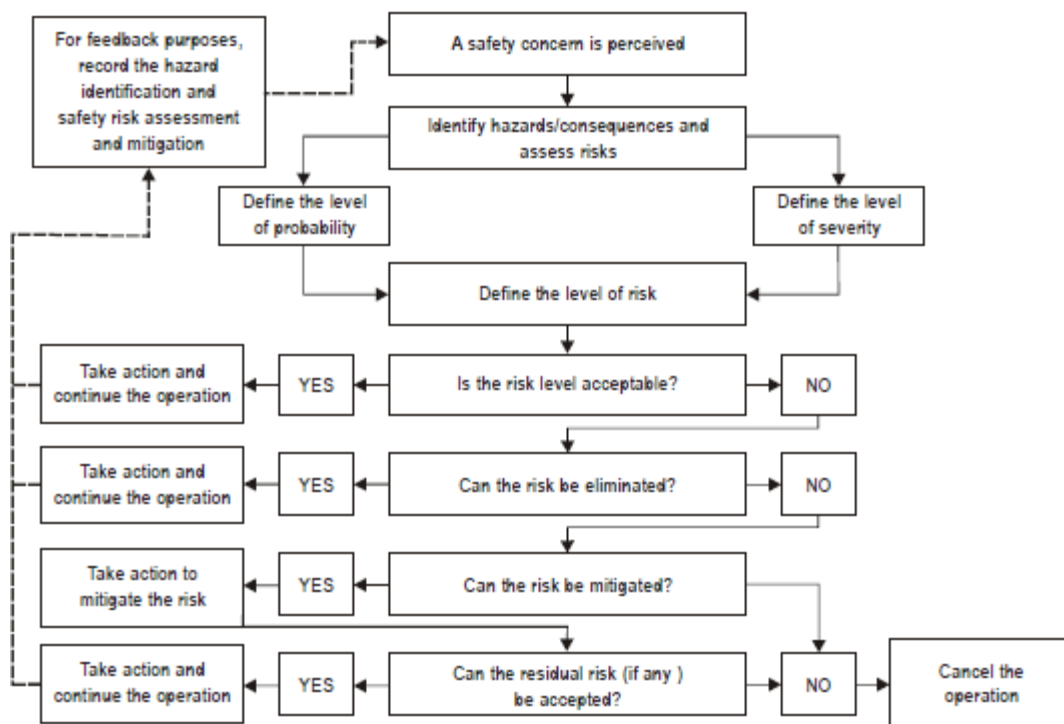 For feedback purposes,
record the hazard
identification and
safety risk assessment
and mitigation
A safety concern is perceived
Identify hazards/consequences and
assess risks
Define the level
of probability
Define the level
of severity
Define the level of risk
Take action and
continue the operation
YES
Is the risk level acceptable?
NO
Take action and
continue the operation
YES
Can the risk be eliminated?
NO
Take action to
mitigate the risk
YES
Can the risk be mitigated?
Take action and
continue the operation
YES
Can the residual risk (if any )
be accepted?
NO
Cancel the
operation